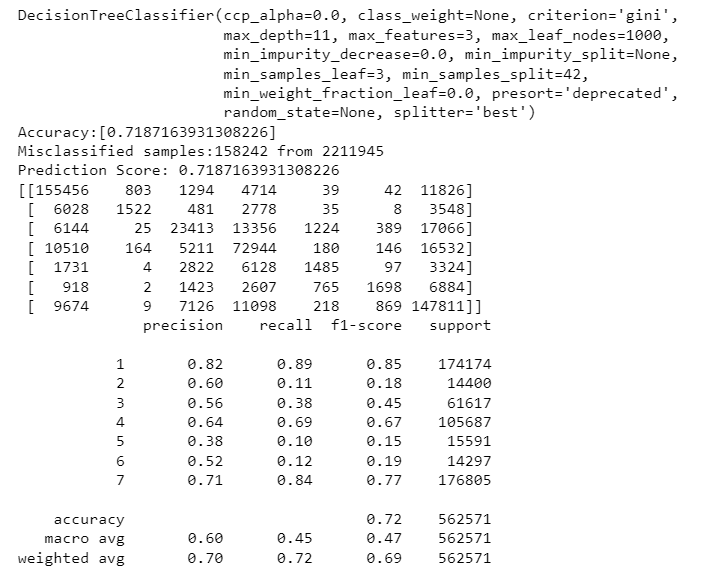 DecisionTreeClassifier(ccp_alpha=0.0, class_weight=None, criterion='gini',
max_depth=11, max_features=3, max_leaf_nodes=1000,
min_impurity_decrease=0.0, min_impurity_split=None,
min_samples_leaf=3, min_samples_split=42,
min_weight_fraction_leaf=0.0, presort='deprecated',
random_state=None, splitter='best')
Accuracy:[0.7187163931308226]
Misclassified samples:158242 from 2211945
Prediction Score: 0.7187163931308226
[[155456 803 1294 4714 39 42 11826]
[ 6028 1522 481 2778 35 8 3548]
[ 6144 25 23413 13356 1224 389 17066]
[ 10510 164 5211 72944 180 146 16532]
[ 1731 4 2822 6128 1485 97 3324]
[ 918 2 1423 2607 765 1698 6884]
[ 9674 9 7126 11098 218 869 147811]]
precision recall f1-score support
1 0.82 0.89 0.85 174174
2 0.60 0.11 0.18 14400
3 0.56 0.38 0.45 61617
4 0.64 0.69 0.67 105687
5 0.38 0.10 0.15 15591
6 0.52 0.12 0.19 14297
7 0.71 0.84 0.77 176805
accuracy 0.72 562571
macro avg 0.60 0.45 0.47 562571
weighted avg 0.70 0.72 0.69 562571